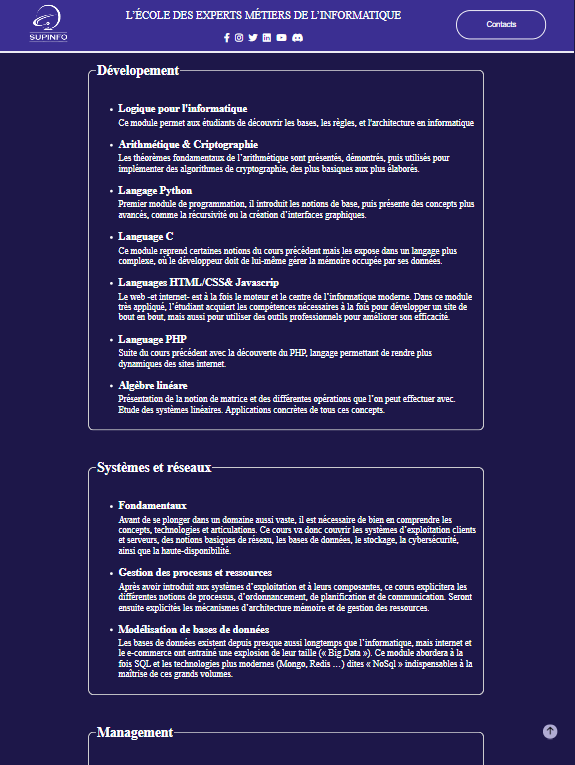 SUPINFO
L'ÉCOLE DES EXPERTS MÉTIERS DE L'INFORMATIQUE
Contacts
Dévelopement
Logique pour l'informatique
Ce module permet aux étudiants de découvrir les bases, les règles, et l'architecture en informatique
Arithmétique & Criptographie
Les théorèmes fondamentaux de l'arithmétique sont présentés, démontrés, puis utilisés pour
implémenter des algorithmes de cryptographie, des plus basiques aux plus élaborés.
Langage Python
Premier module de programmation, il introduit les notions de base, puis présente des concepts plus
avancés, comme la récursivité ou la création d'interfaces graphiques.
Language C
Ce module reprend certaines notions du cours précédent mais les expose dans un langage plus
complexe, où le développeur doit de lui-même gérer la mémoire occupée par ses données.
Languages HTML/CSS& Javascrip
Le web -et internet- est à la fois le moteur et le centre de l'informatique moderne. Dans ce module
très appliqué, l'étudiant acquiert les compétences nécessaires à la fois pour développer un site de
bout en bout, mais aussi pour utiliser des outils professionnels pour améliorer son efficacité.
Language PHP
Suite du cours précédent avec la découverte du PHP, langage permettant de rendre plus
dynamiques des sites internet.
Algèbre linéare
Présentation de la notion de matrice et des différentes opérations que l'on peut effectuer avec.
Etude des systèmes linéaires. Applications concrètes de tous ces concepts.
Systèmes et réseaux
Fondamentaux
Avant de se plonger dans un domaine aussi vaste, il est nécessaire de bien en comprendre les
concepts, technologies et articulations. Ce cours va donc couvrir les systèmes d'exploitation clients
et serveurs, des notions basiques de réseau, les bases de données, le stockage, la cybersécurité,
ainsi que la haute-disponibilité.
Gestion des procesus et ressources
Après avoir introduit aux systèmes d'exploitation et à leurs composantes, ce cours explicitera les
différentes notions de processus, d'ordonnancement, de planification et de communication. Seront
ensuite explicités les mécanismes d'architecture mémoire et de gestion des ressources.
Modélisation de bases de données
Les bases de données existent depuis presque aussi longtemps que l'informatique, mais internet et
le e-commerce ont entrainé une explosion de leur taille (« Big Data »). Ce module abordera à la
fois SQL et les technologies plus modernes (Mongo, Redis …) dites « NoSql » indispensables à la
maîtrise de ces grands volumes.
Management